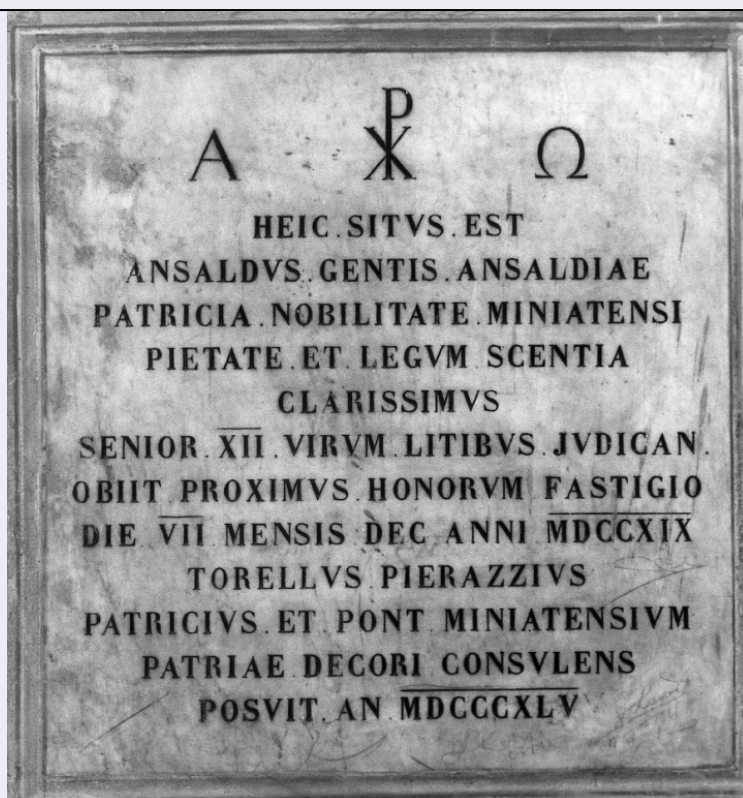 Α ☧ Ω
HEIC.SITVS.EST
ANSALDVS.GENTIS.ANSALDIAE
PATRICIA.NOBILITATE.MINIATENSI
PIETATE.ET.LEGVM SCENTIA
CLARISSIMVS
SENIOR.XII.VIRVM.LITIBVS.JVDICAN.
OBIIT.PROXIMVS.HONORVM.FASTIGIO
DIE.VII MENSIS DEC ANNI MDCCXIX
TORELLVS.PIERAZZIVS
PATRICIVS.ET.PONT.MINIATENSIVM
PATRIAE.DECORI CONSVLENS
POSVIT.AN MDCCCXLV